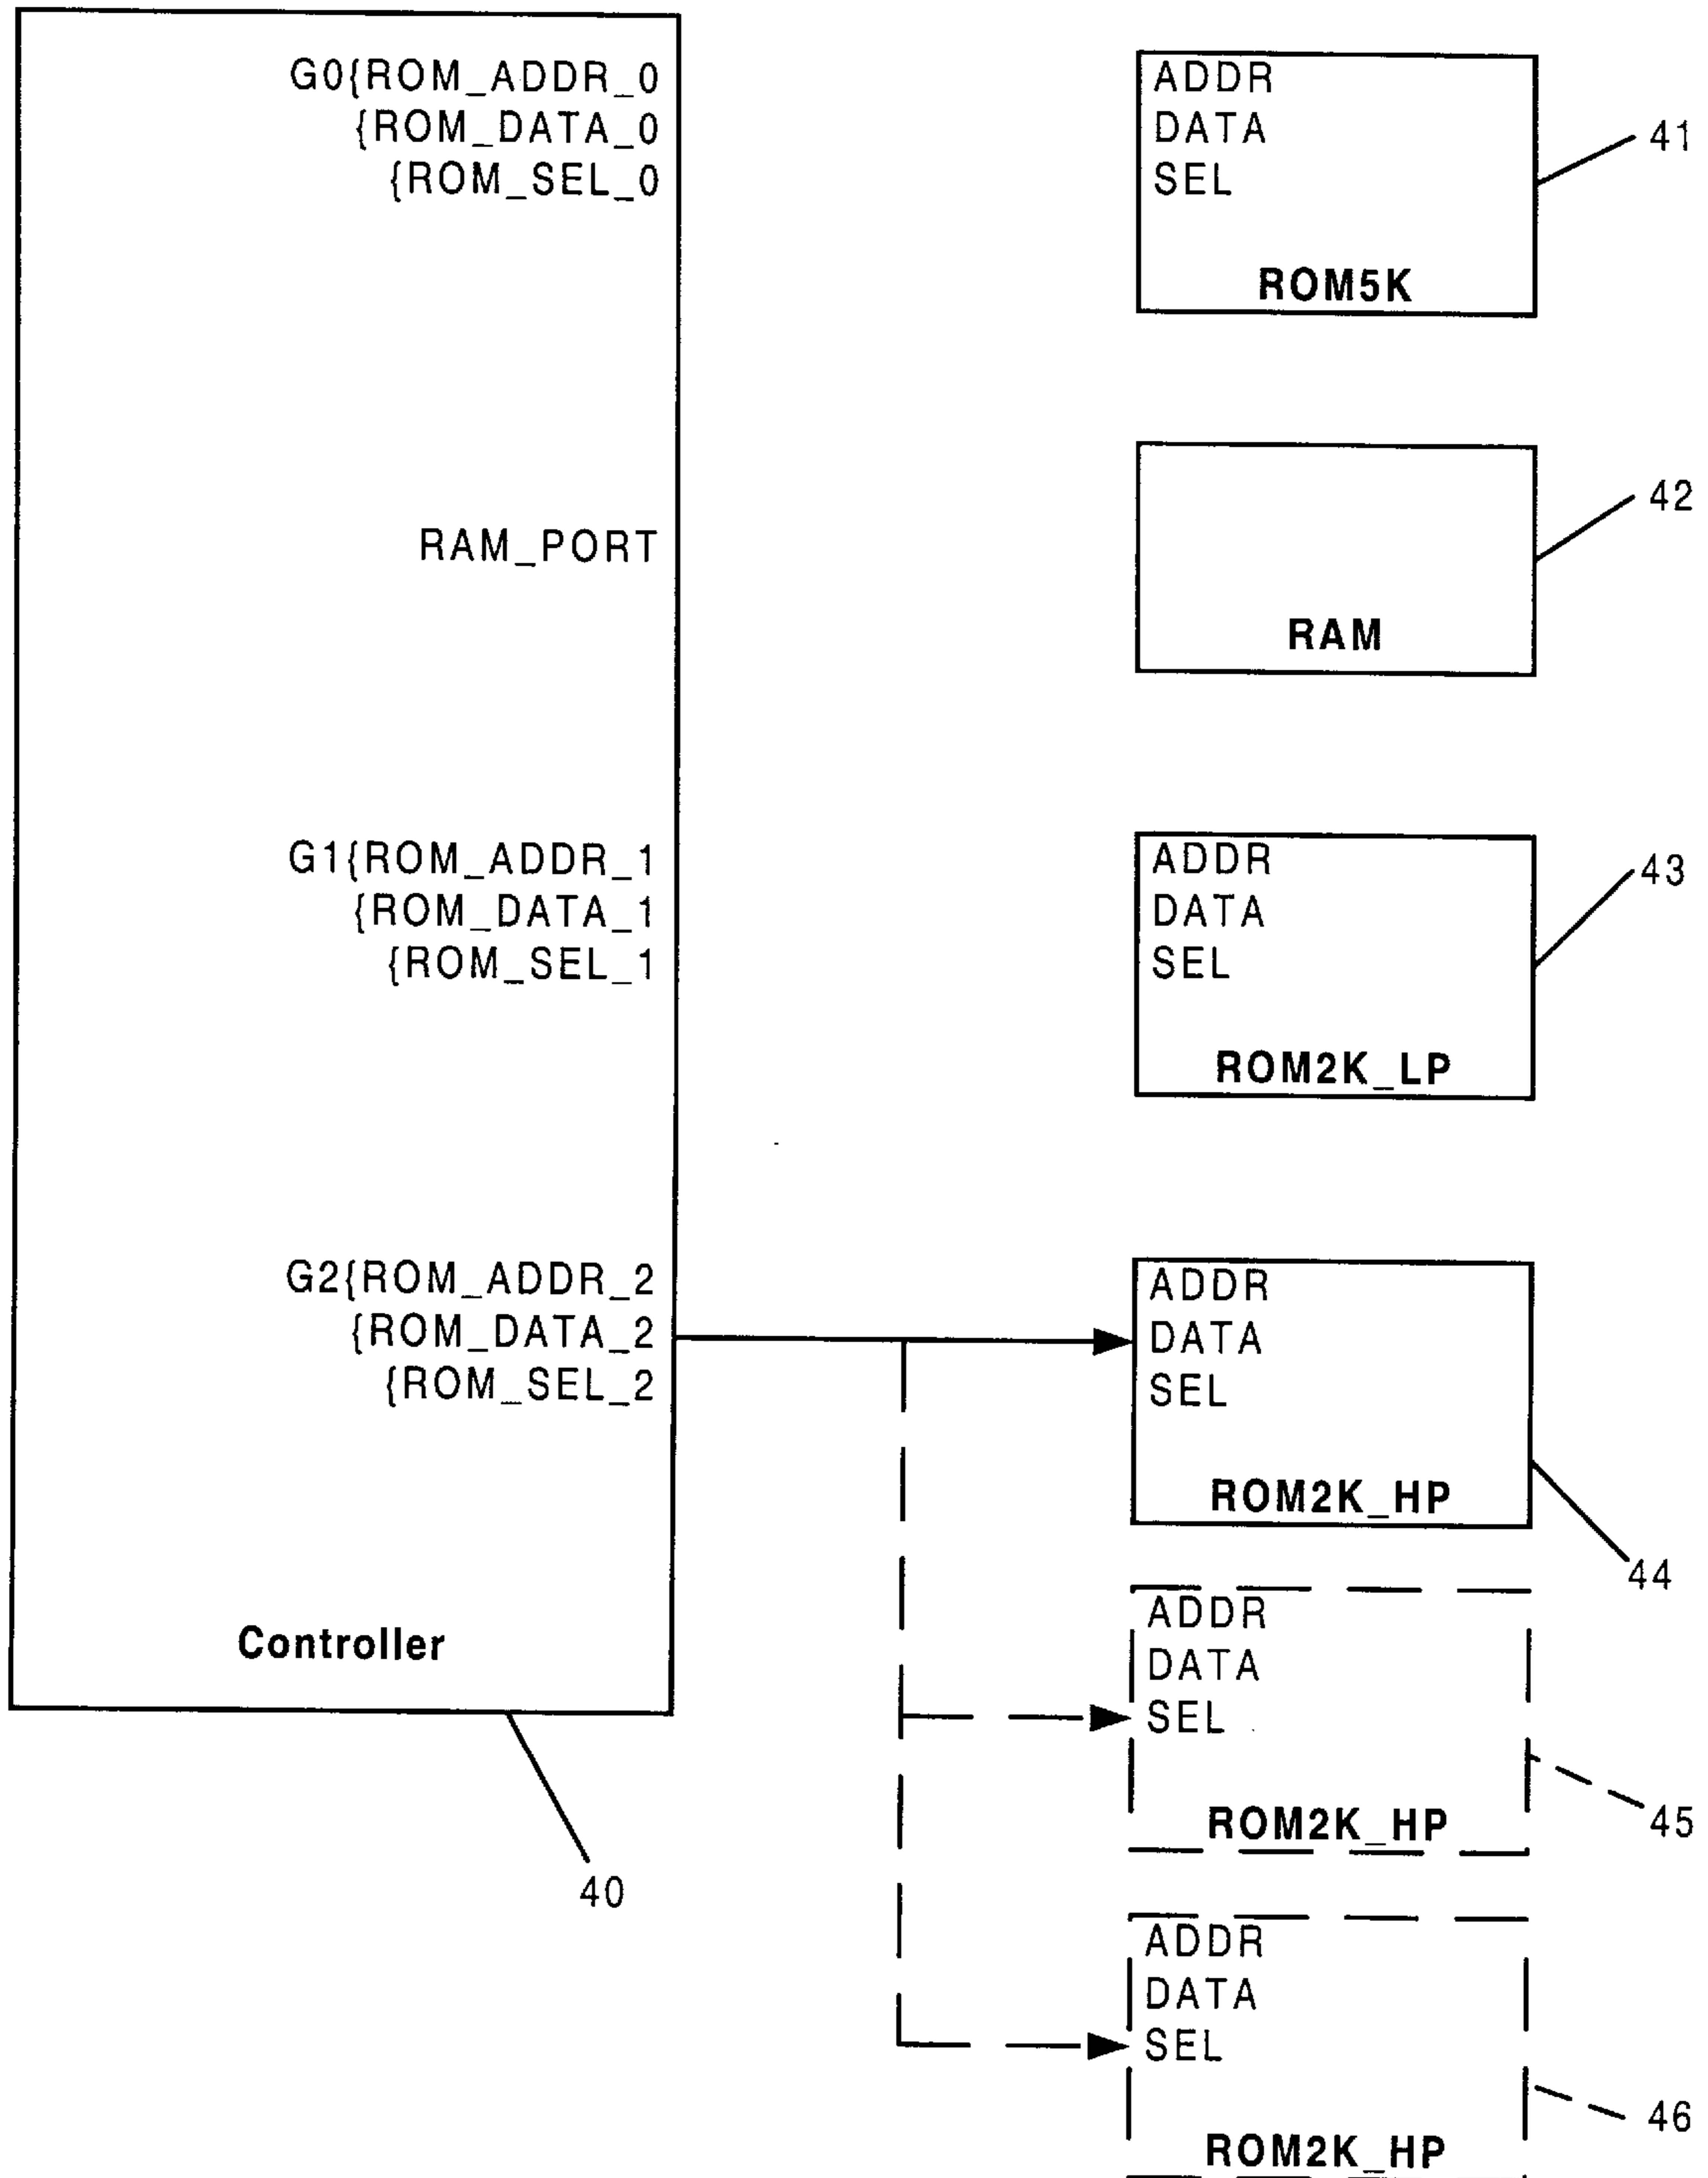 G0{ROM_ADDR_0
{ROM_DATA_0
{ROM_SEL_0
RAM_PORT
G1{ROM_ADDR_1
{ROM_DATA_1
{ROM_SEL_1
G2{ROM_ADDR_2
{ROM_DATA_2
{ROM_SEL_2
Controller
40
ADDR
DATA
SEL
ROM5K
41
RAM
42
ADDR
DATA
SEL
ROM2K_LP
43
ADDR
DATA
SEL
ROM2K_HP
44
ADDR
DATA
SEL
ROM2K_HP
45
ADDR
DATA
SEL
ROM2K_HP
46